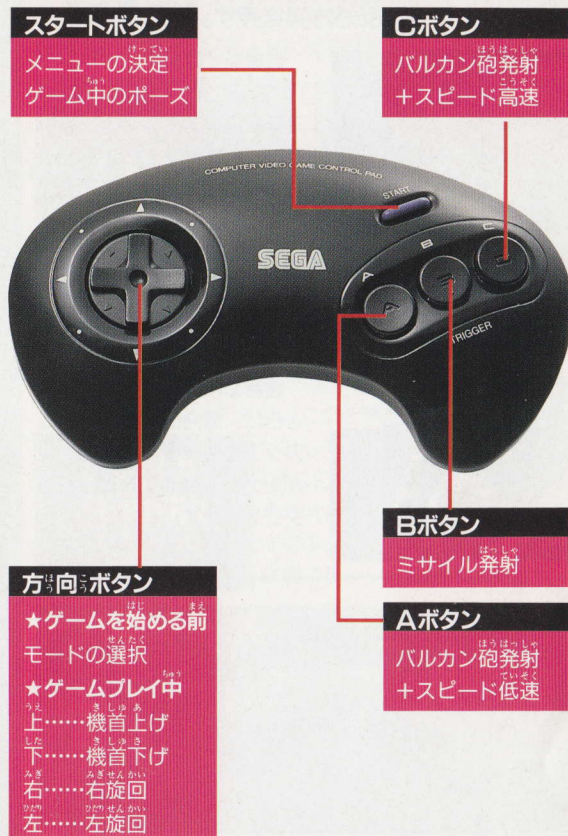 スタートボタン
メニューの決定
ゲーム中のポーズ
Cボタン
バルカン砲発射
＋スピード高速
COMPUTER VIDEO GAME CONTROL PAD
START
SEGA
A
B
C
A
B
C
TRIGGER
Bボタン
ミサイル発射
Aボタン
バルカン砲発射
＋スピード低速
方向ボタン
★ゲームを始める前
モードの選択
★ゲームプレイ中
上……機首上げ
下……機首下げ
右……右旋回
左……左旋回